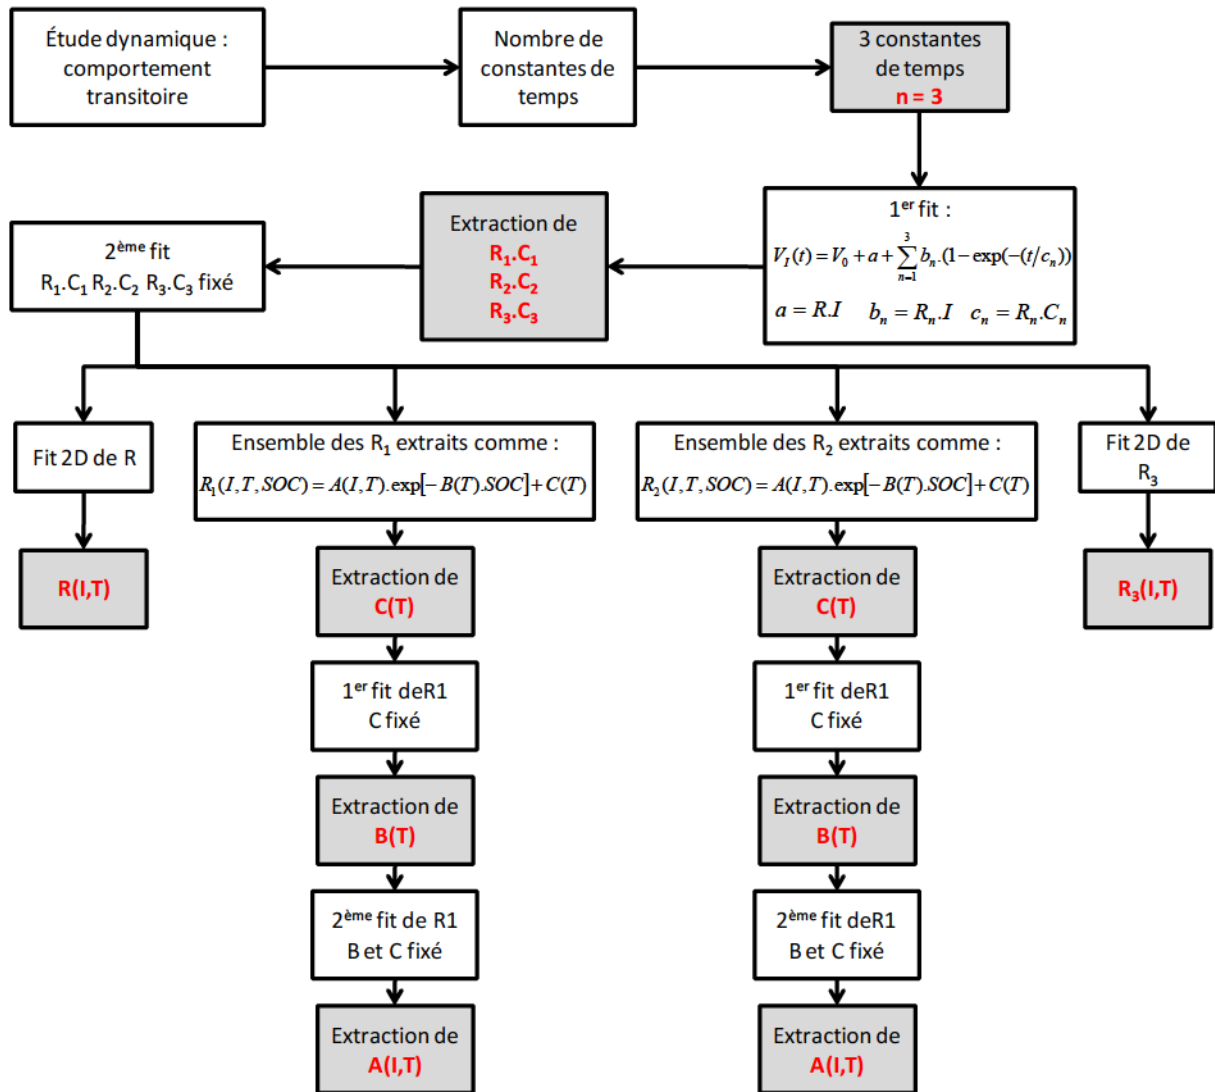 Étude dynamique :
comportement
transitoire
Nombre de
constantes de
temps
3 constantes
de temps
n = 3
1er fit :
V_I(t) = V_0 + a + \sum_{n=1}^{3} b_n.(1 − exp(−(t/c_n))
a = R.I b_n = R_n.I c_n = R_n.C_n
Extraction de
R₁.C₁
R₂.C₂
R₃.C₃
2ème fit
R₁.C₁ R₂.C₂ R₃.C₃ fixé
Fit 2D de R
R(I,T)
Ensemble des R₁ extraits comme :
R₁(I,T,SOC) = A(I,T).exp[−B(T).SOC]+C(T)
Extraction de
C(T)
1er fit deR1
C fixé
Extraction de
B(T)
2ème fit de R1
B et C fixé
Extraction de
A(I,T)
Ensemble des R₂ extraits comme :
R₂(I,T,SOC) = A(I,T).exp[−B(T).SOC]+C(T)
Extraction de
C(T)
1er fit deR1
C fixé
Extraction de
B(T)
2ème fit deR1
B et C fixé
Extraction de
A(I,T)
Fit 2D de
R₃
R₃(I,T)